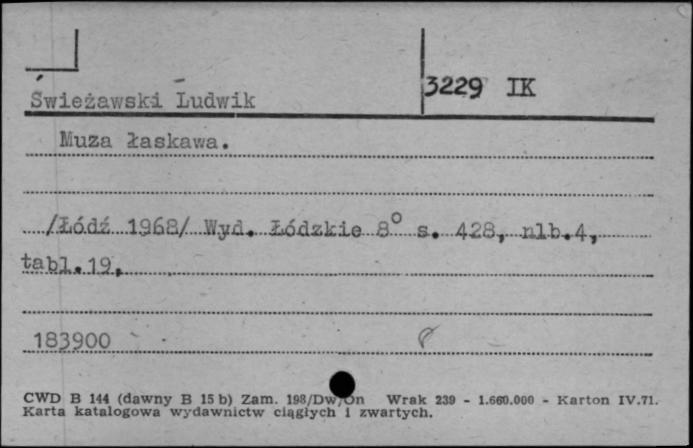 Świeżawski Ludwik 3229 IK
Muza łaskawa.
/Łódź 1968/ Wyd. Łódzkie 8° s. 428, nlb.4,
tabl.19.
183900
CWD B 144 (dawny B 15 b) Zam. 198/Dw/On Wrak 239 - 1.660.000 - Karton IV.71.
Karta katalogowa wydawnictw ciągłych i zwartych.